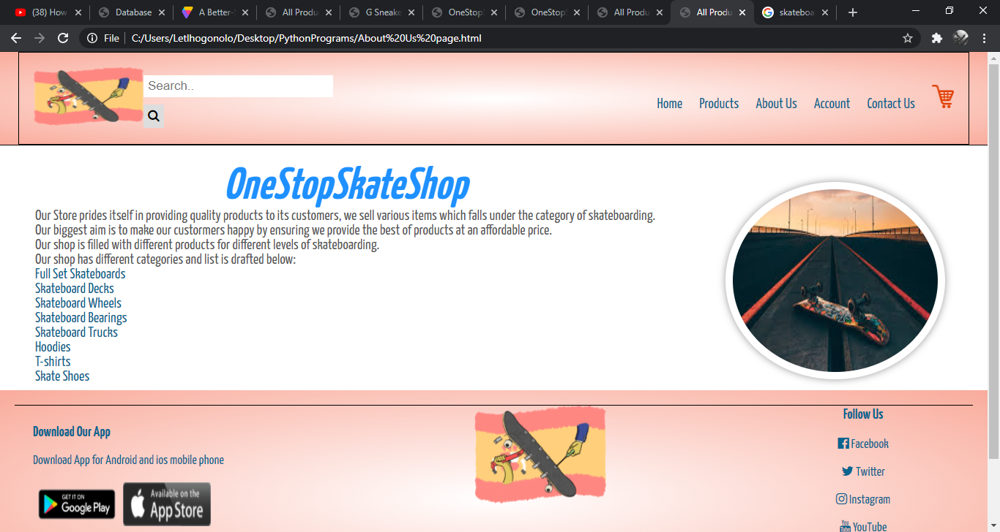 (38) How
Database
A Better-
All Produ
G Sneake
OneStop
OneStop
All Produ
All Produ
skateboa
File
C:/Users/Letlhogonolo/Desktop/PythonPrograms/About%20Us%20page.html
Search..
Home Products About Us Account Contact Us
OneStopSkateShop
Our Store prides itself in providing quality products to its customers, we sell various items which falls under the category of skateboarding.
Our biggest aim is to make our custormers happy by ensuring we provide the best of products at an affordable price.
Our shop is filled with different products for different levels of skateboarding.
Our shop has different categories and list is drafted below:
Full Set Skateboards
Skateboard Decks
Skateboard Wheels
Skateboard Bearings
Skateboard Trucks
Hoodies
T-shirts
Skate Shoes
Download Our App
Download App for Android and ios mobile phone
GET IT ON
Google Play
Available on the
App Store
Follow Us
Facebook
Twitter
Instagram
You
Tube
YouTube